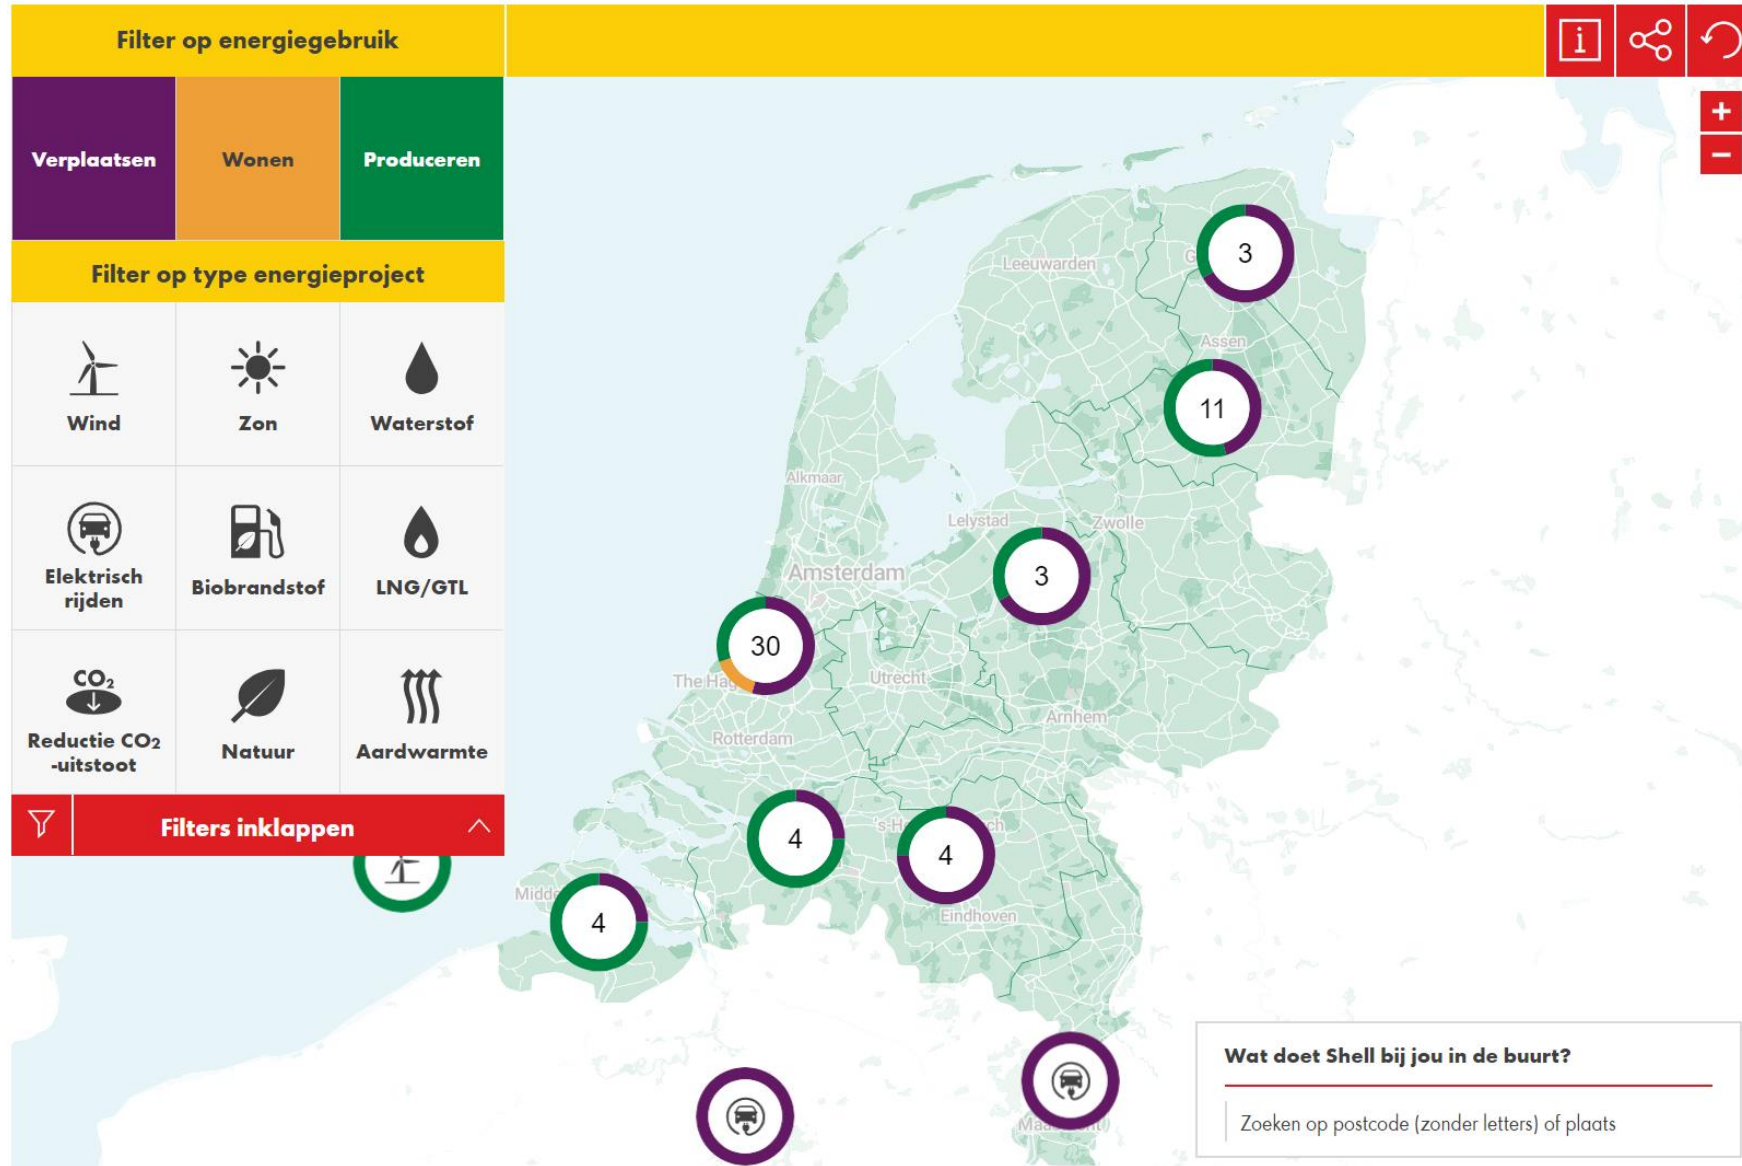 Filter op energiegebruik
Verplaatsen
Wonen
Produceren
Filter op type energieproject
Wind
Zon
Waterstof
Elektrisch
rijden
Biobrandstof
LNG/GTL
CO₂
Reductie CO₂
-uitstoot
Natuur
Aardwarmte
Filters inklappen
i
+
−
3
Leeuwarden
Assen
11
Alkmaar
Lelystad
Zwolle
Amsterdam
3
30
The Hag
Utrecht
Arnhem
Rotterdam
4
4
Eindhoven
4
Wat doet Shell bij jou in de buurt?
Zoeken op postcode (zonder letters) of plaats